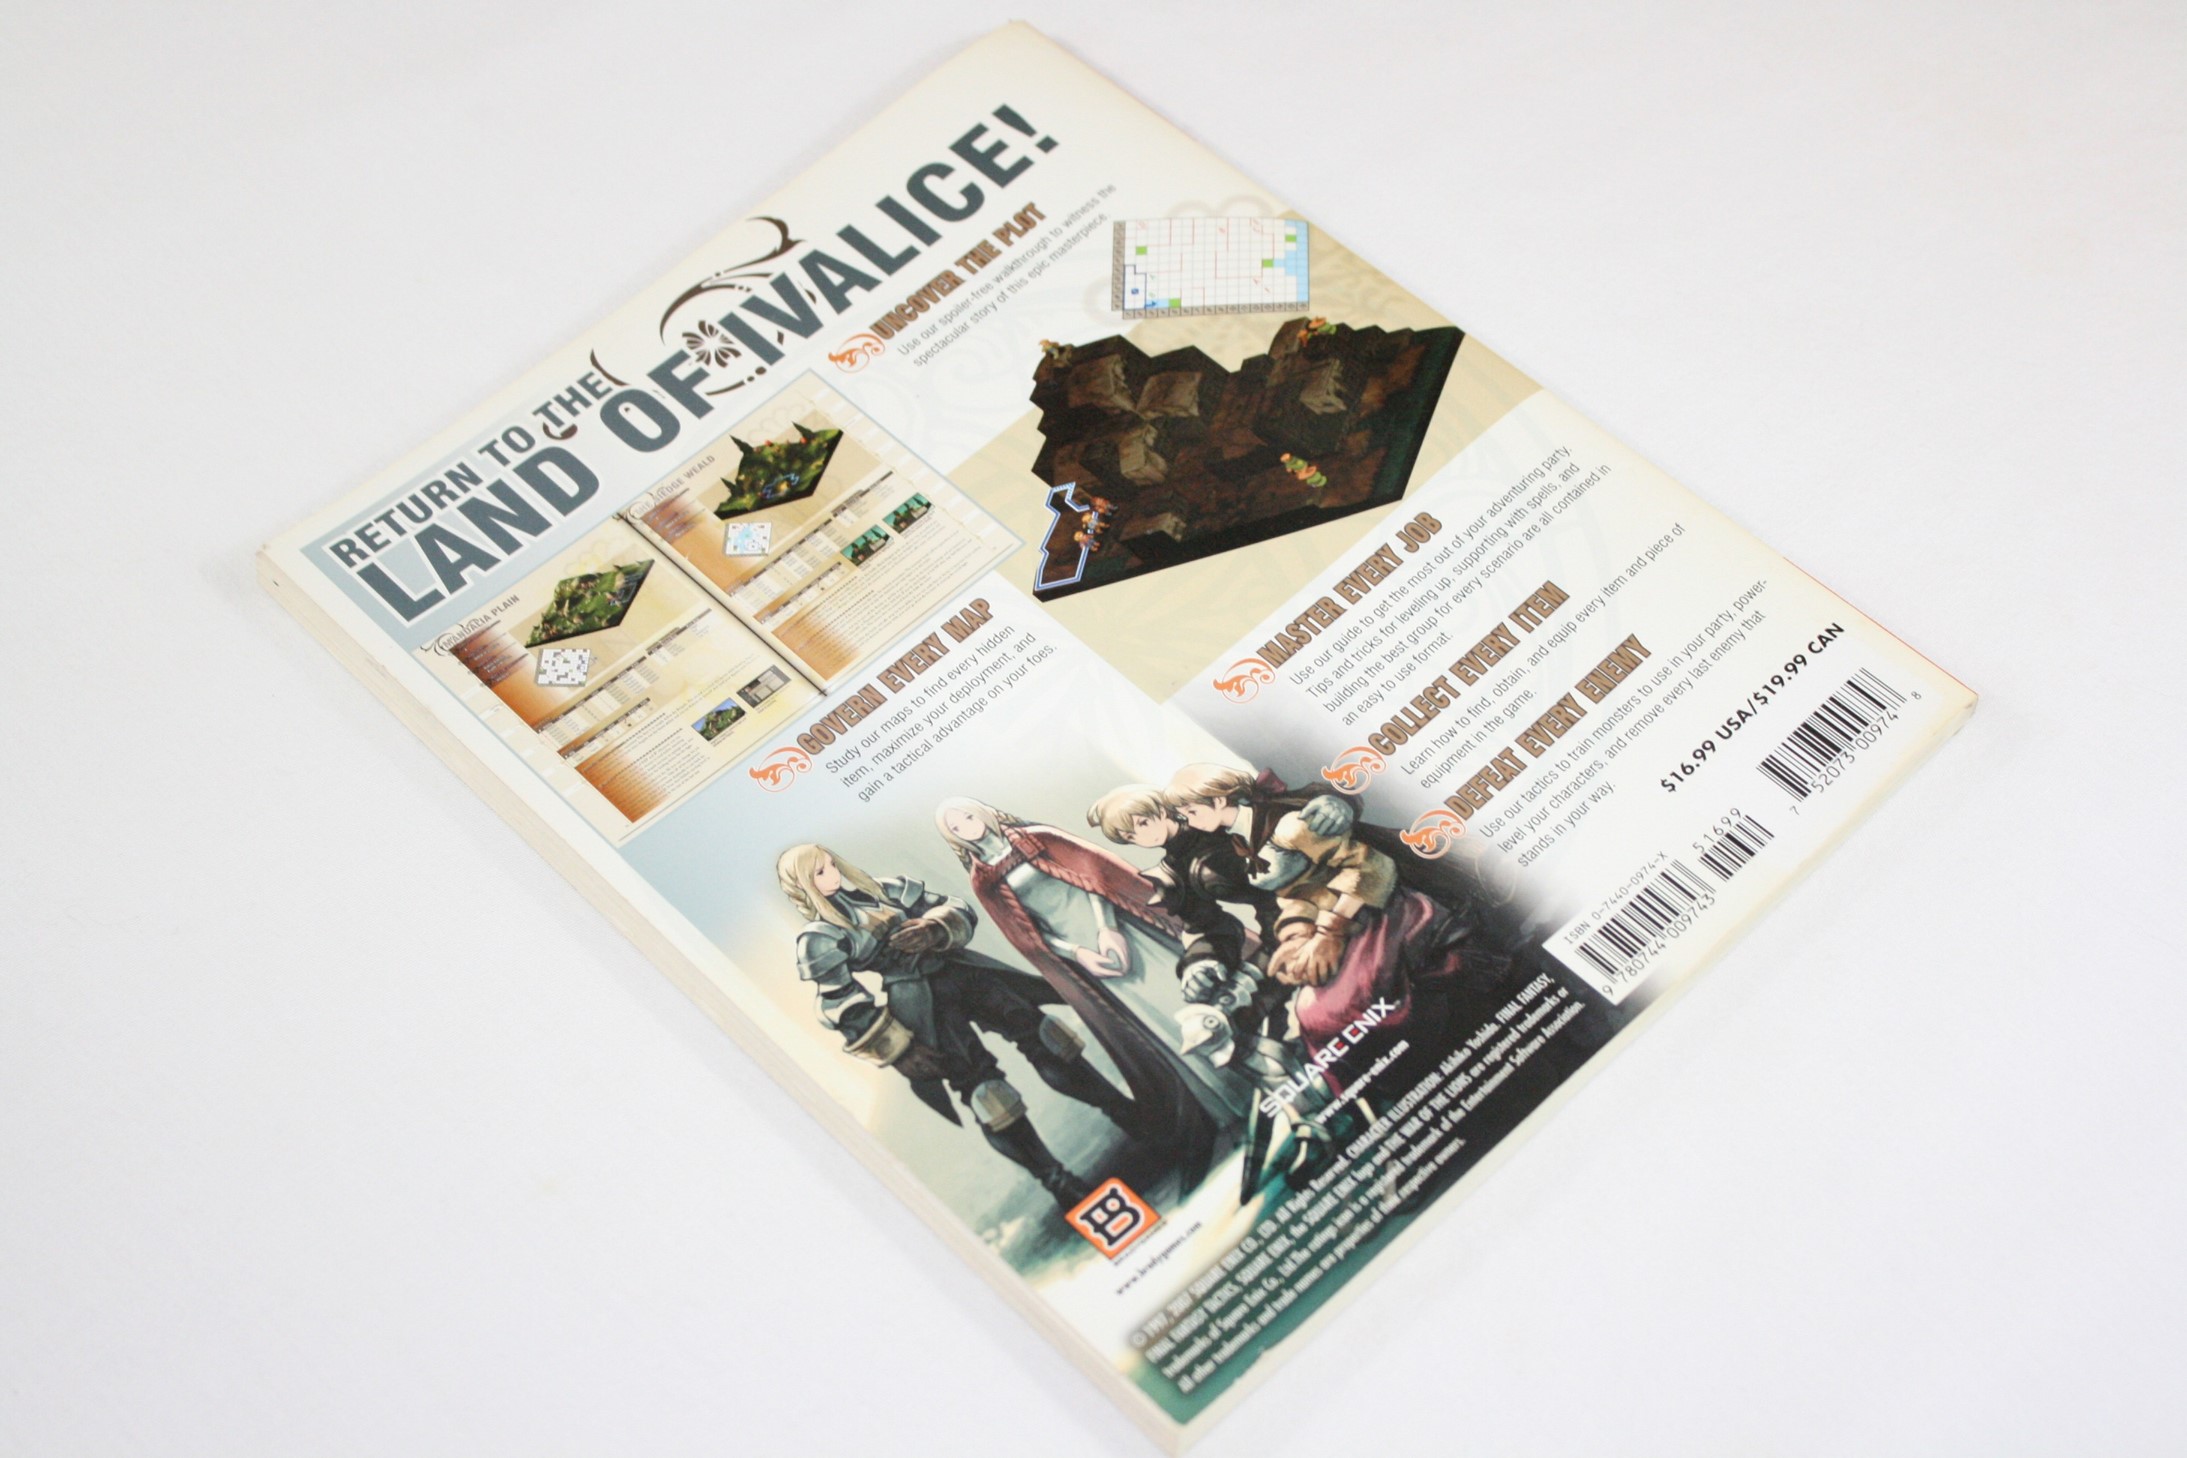 RETURN TO THE
LAND OF IVALICE!
UNCOVER THE PLOT
Use our spoiler-free walkthrough to witness the
spectacular story of this epic masterpiece.
MANDALIA PLAIN
GOVERN EVERY MAP
Study our maps to find every hidden
item, maximize your deployment, and
gain a tactical advantage on your foes.
MASTER EVERY JOB
Use our guide to get the most out of your adventuring party.
Tips and tricks for leveling up, supporting with spells, and
building the best group for every scenario are all contained in
an easy to use format.
COLLECT EVERY ITEM
Learn how to find, obtain, and equip every item and piece of
equipment in the game.
DEFEAT EVERY ENEMY
Use our tactics to train monsters to use in your party, power-
level your characters, and remove every last enemy that
stands in your way.
$16.99 USA/$19.99 CAN
7 52073 00974 8
ISBN 0-7440-0974-X
51699
9 780744 009743
SQUARE ENIX
www.square-enix.com
B
BRADYGAMES
www.bradygames.com
© 1997, 2007 SQUARE ENIX CO., LTD. All Rights Reserved. CHARACTER ILLUSTRATION: Akihiko Yoshida. FINAL FANTASY,
FINAL FANTASY TACTICS, SQUARE ENIX, the SQUARE ENIX logo and THE WAR OF THE LIONS are registered trademarks or
trademarks of Square Enix Co., Ltd. The ratings icon is a registered trademark of the Entertainment Software Association.
All other trademarks and trade names are properties of their respective owners.